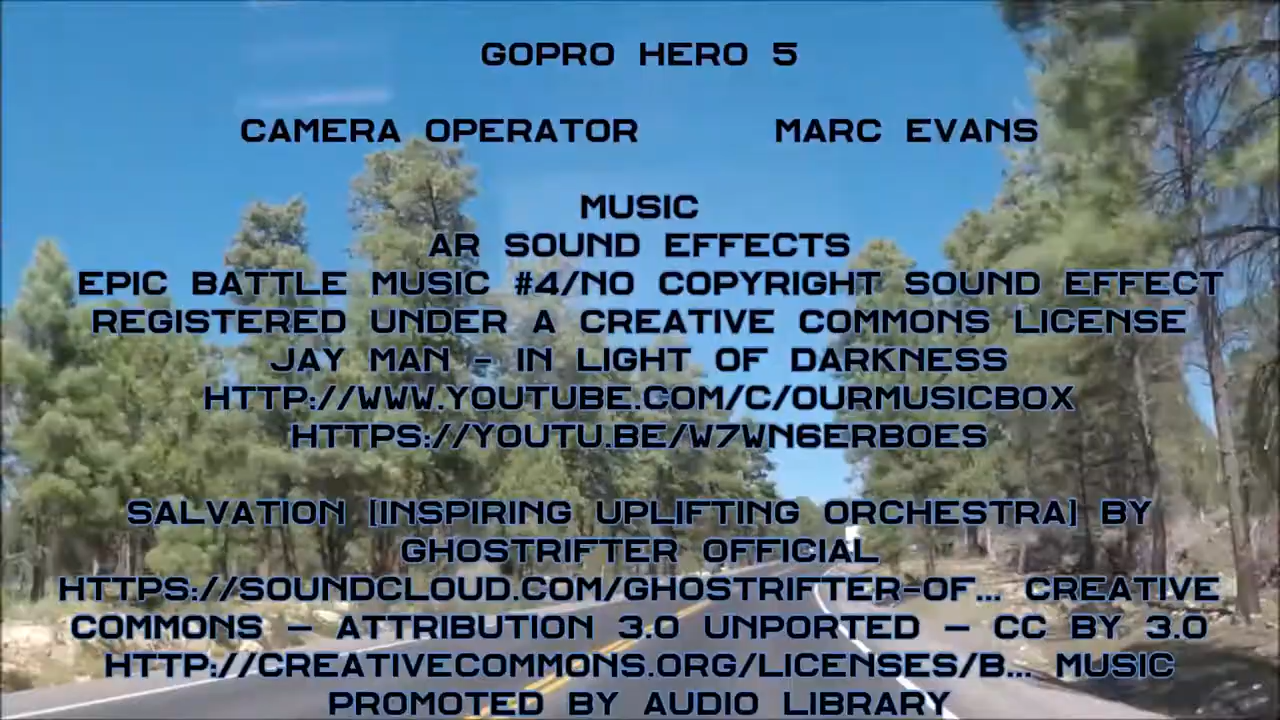 GOPRO HERO 5
CAMERA OPERATOR MARC EVANS
MUSIC
AR SOUND EFFECTS
EPIC BATTLE MUSIC #4/NO COPYRIGHT SOUND EFFECT
REGISTERED UNDER A CREATIVE COMMONS LICENSE
JAY MAN - IN LIGHT OF DARKNESS
HTTP://WWW.YOUTUBE.COM/C/OURMUSICBOX
HTTPS://YOUTU.BE/W7WN6ERBOES
SALVATION [INSPIRING UPLIFTING ORCHESTRA] BY
GHOSTRIFTER OFFICIAL
HTTPS://SOUNDCLOUD.COM/GHOSTRIFTER-OF... CREATIVE
COMMONS — ATTRIBUTION 3.0 UNPORTED — CC BY 3.0
HTTP://CREATIVECOMMONS.ORG/LICENSES/B... MUSIC
PROMOTED BY AUDIO LIBRARY